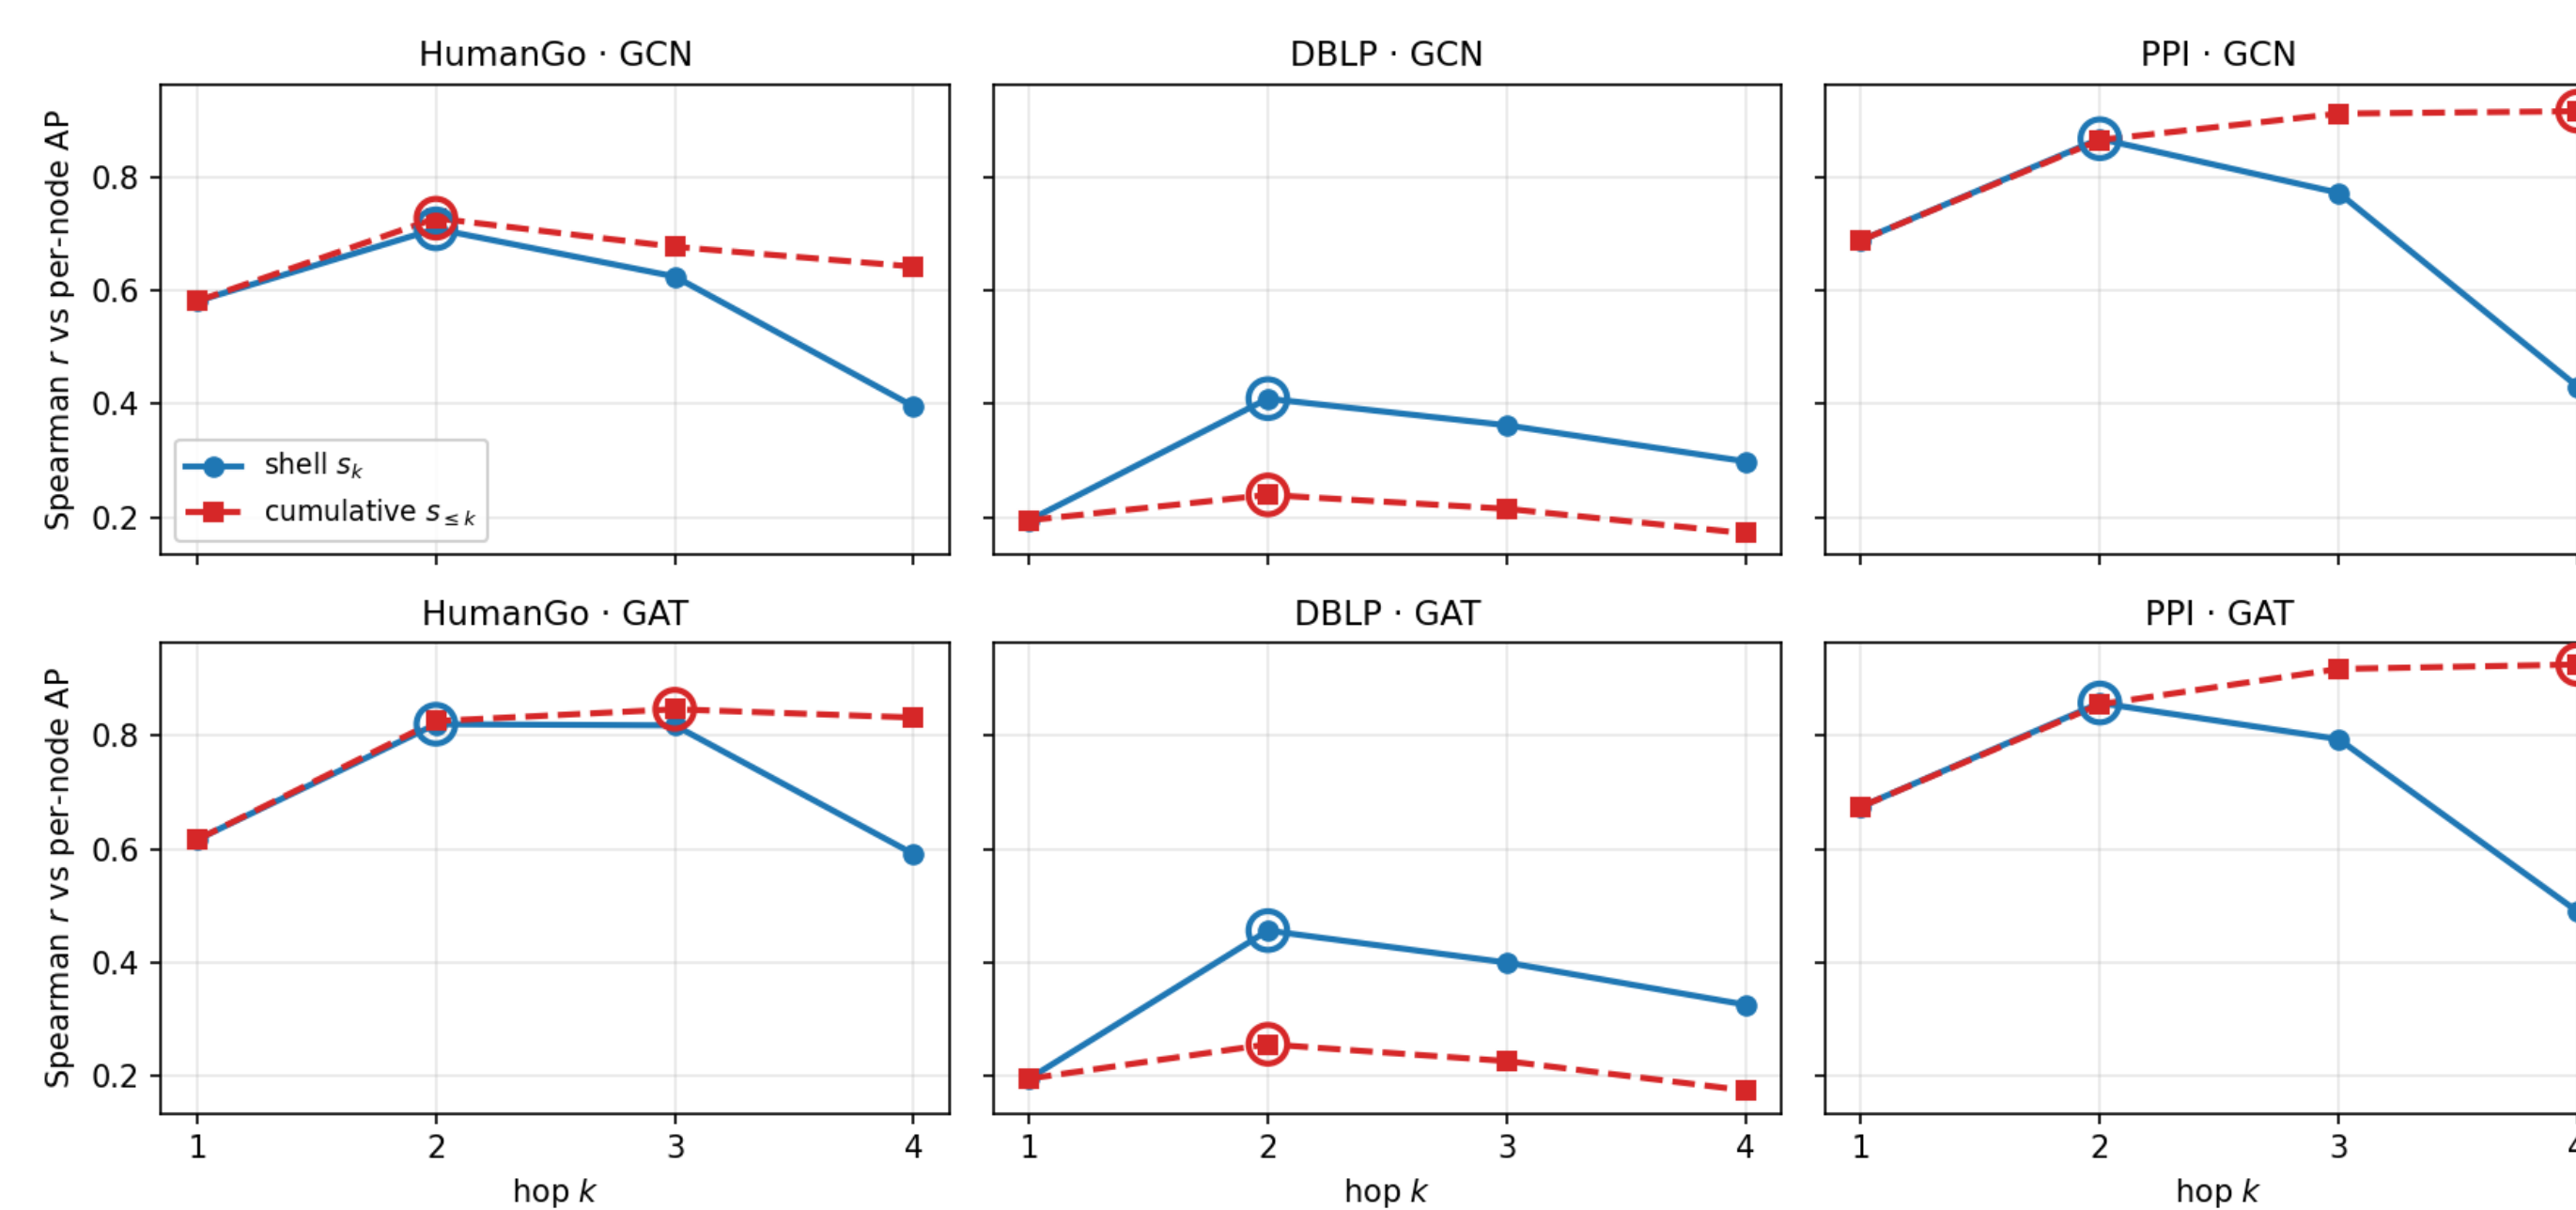 HumanGo · GCN
DBLP · GCN
PPI · GCN
Spearman r vs per-node AP
0.8
0.6
0.4
0.2
shell s_k
cumulative s_≤k
HumanGo · GAT
DBLP · GAT
PPI · GAT
Spearman r vs per-node AP
0.8
0.6
0.4
0.2
1 2 3 4
1 2 3 4
1 2 3 4
hop k
hop k
hop k